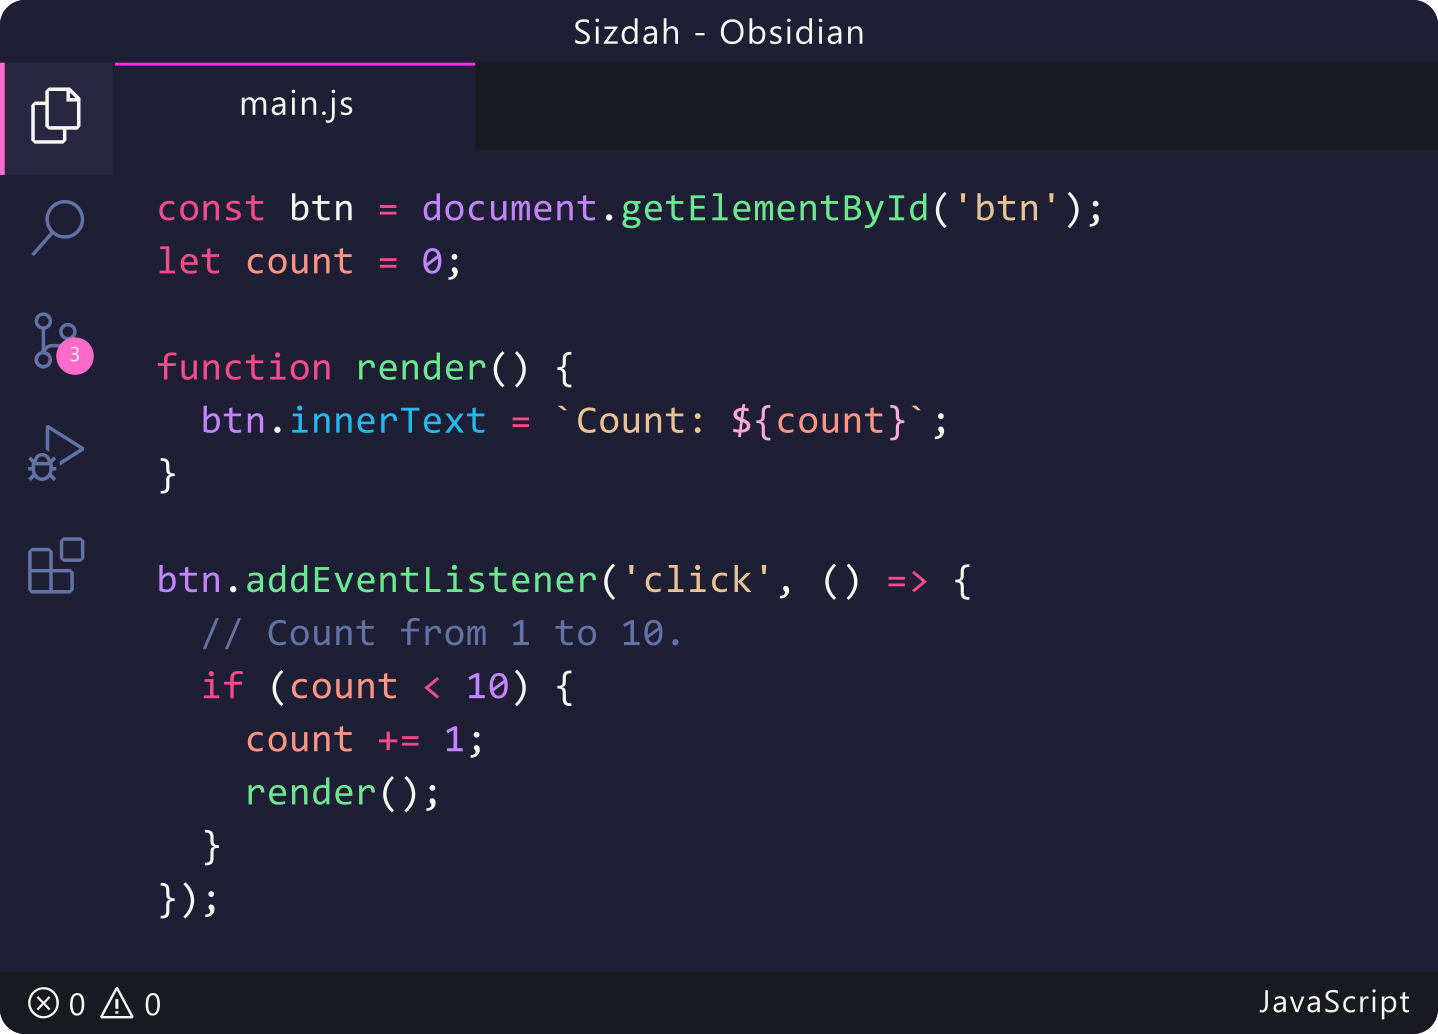 Sizdah - Obsidian
main.js
const btn = document.getElementById('btn');
let count = 0;
function render() {
  btn.innerText = `Count: ${count}`;
}
btn.addEventListener('click', () => {
  // Count from 1 to 10.
  if (count < 10) {
    count += 1;
    render();
  }
});
3
0 0
JavaScript